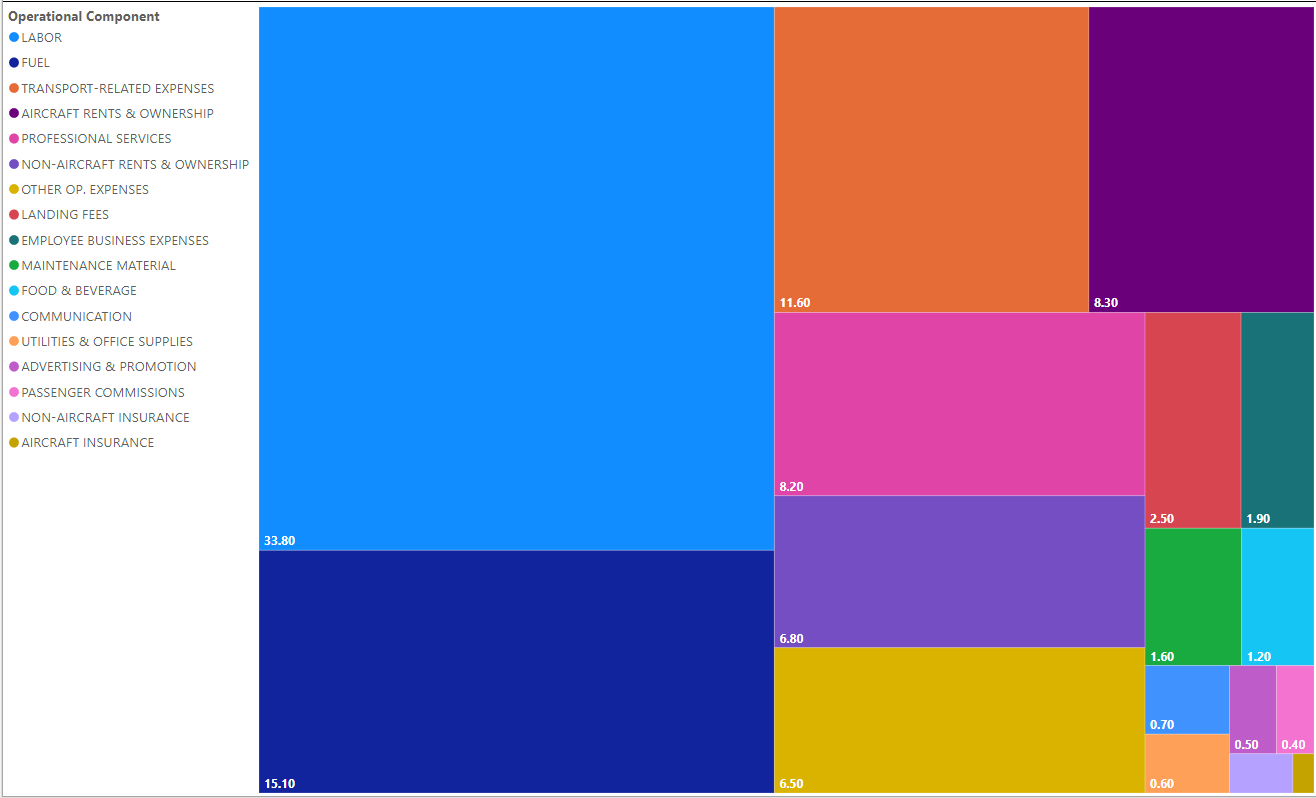 Operational Component
LABOR
FUEL
TRANSPORT-RELATED EXPENSES
AIRCRAFT RENTS & OWNERSHIP
PROFESSIONAL SERVICES
NON-AIRCRAFT RENTS & OWNERSHIP
OTHER OP. EXPENSES
LANDING FEES
EMPLOYEE BUSINESS EXPENSES
MAINTENANCE MATERIAL
FOOD & BEVERAGE
COMMUNICATION
UTILITIES & OFFICE SUPPLIES
ADVERTISING & PROMOTION
PASSENGER COMMISSIONS
NON-AIRCRAFT INSURANCE
AIRCRAFT INSURANCE
33.80
15.10
11.60
8.30
8.20
6.80
6.50
2.50
1.90
1.60
1.20
0.70
0.60
0.50
0.40